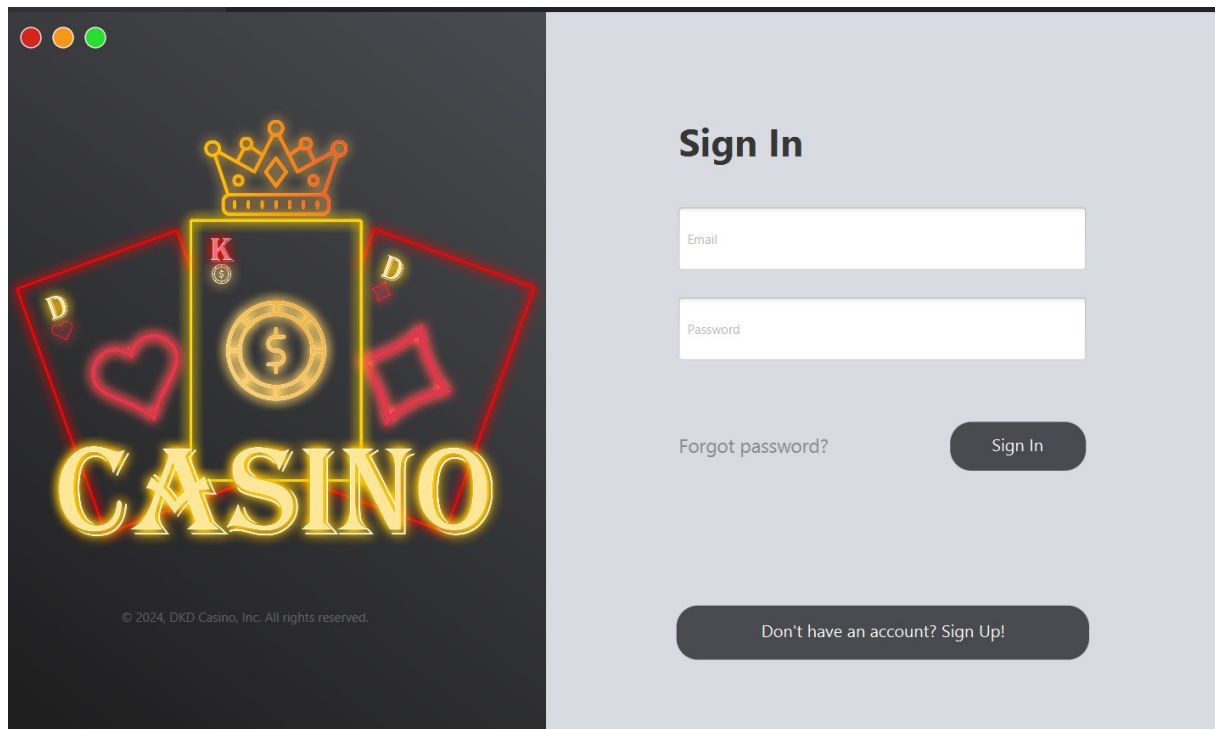 K
D
D
CASINO
© 2024, DKD Casino, Inc. All rights reserved.
Sign In
Email
Password
Forgot password?
Sign In
Don't have an account? Sign Up!